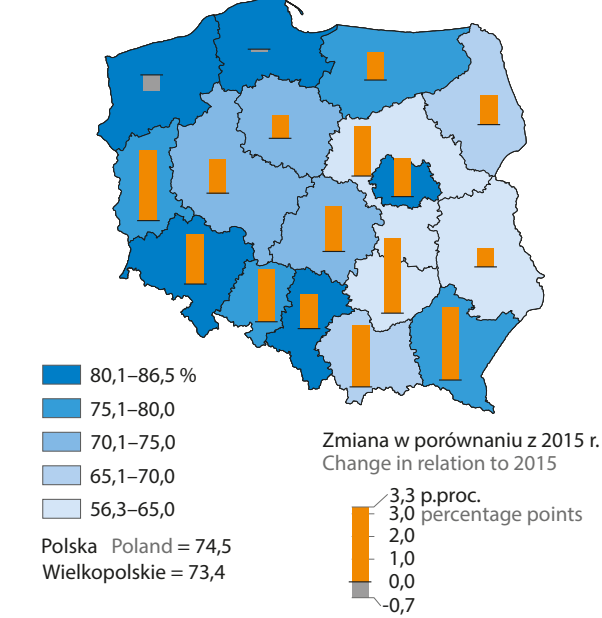 80,1–86,5 %
75,1–80,0
70,1–75,0
65,1–70,0
56,3–65,0
Polska Poland = 74,5
Wielkopolskie = 73,4
Zmiana w porównaniu z 2015 r.
Change in relation to 2015
3,3 p.proc.
3,0 percentage points
2,0
1,0
0,0
-0,7